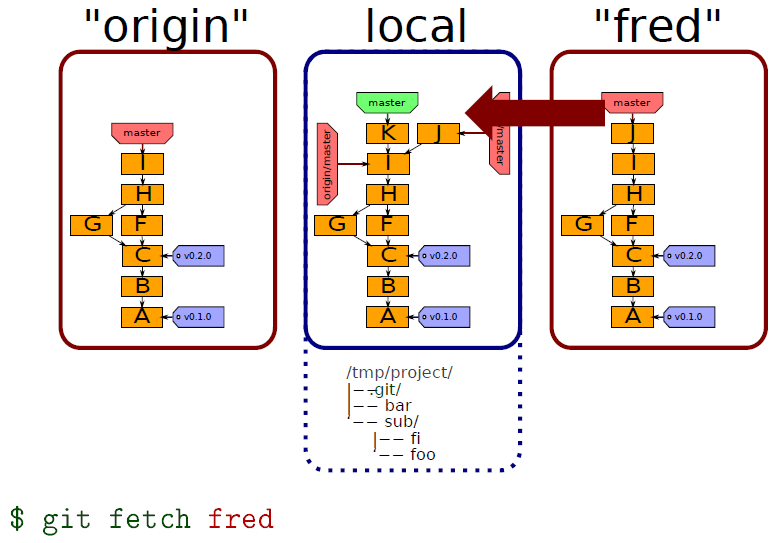 "origin"
master
I
H
G F
C v0.2.0
B
A v0.1.0
local
master
K J
origin/master I /master
H
G F
C v0.2.0
B
A v0.1.0
/tmp/project/
|--.git/
|-- bar
'-- sub/
|-- fi
'-- foo
"fred"
master
J
I
H
G F
C v0.2.0
B
A v0.1.0
$ git fetch fred